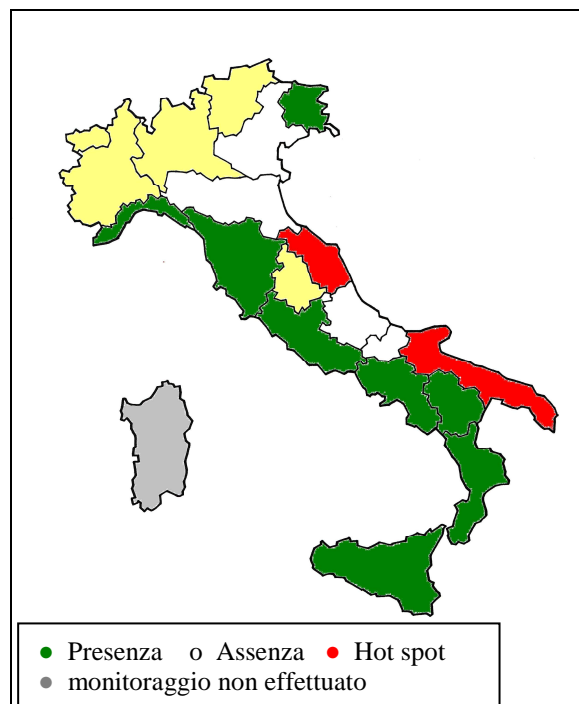 ● Presenza o Assenza ● Hot spot
● monitoraggio non effettuato